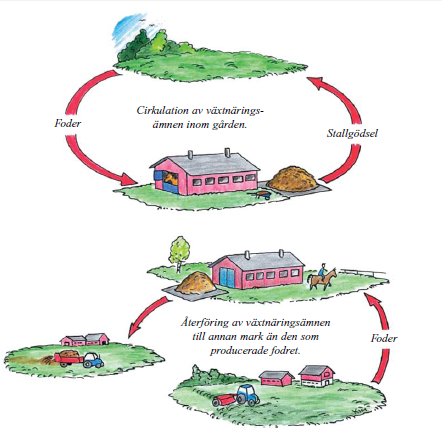 Foder
Cirkulation av växtnärings-
ämnen inom gården.
Stallgödsel
Återföring av växtnäringsämnen
till annan mark än den som
producerade fodret.
Foder